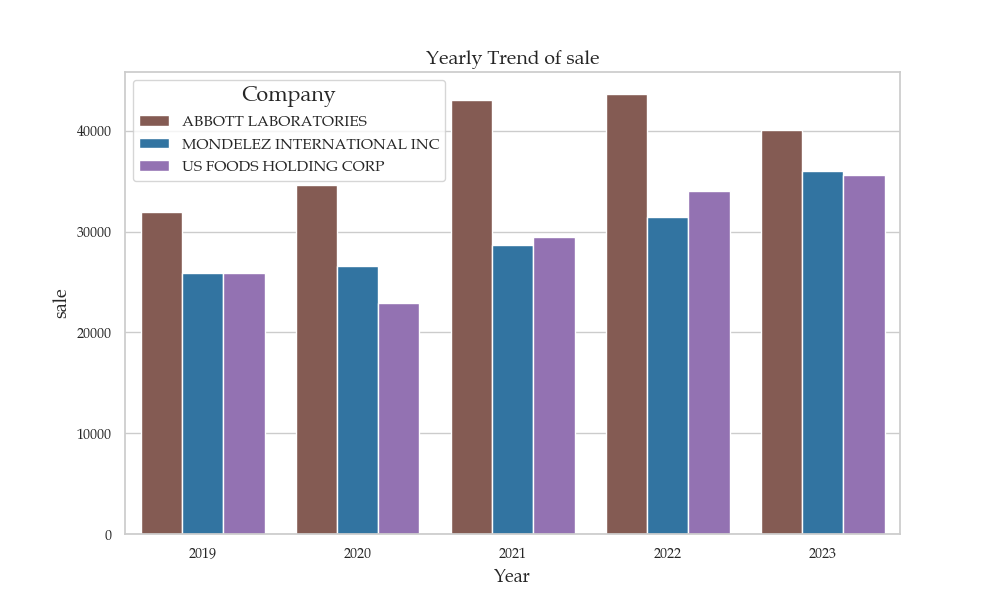 Yearly Trend of sale
Company
ABBOTT LABORATORIES
MONDELEZ INTERNATIONAL INC
US FOODS HOLDING CORP
sale
40000
30000
20000
10000
0
2019 2020 2021 2022 2023
Year